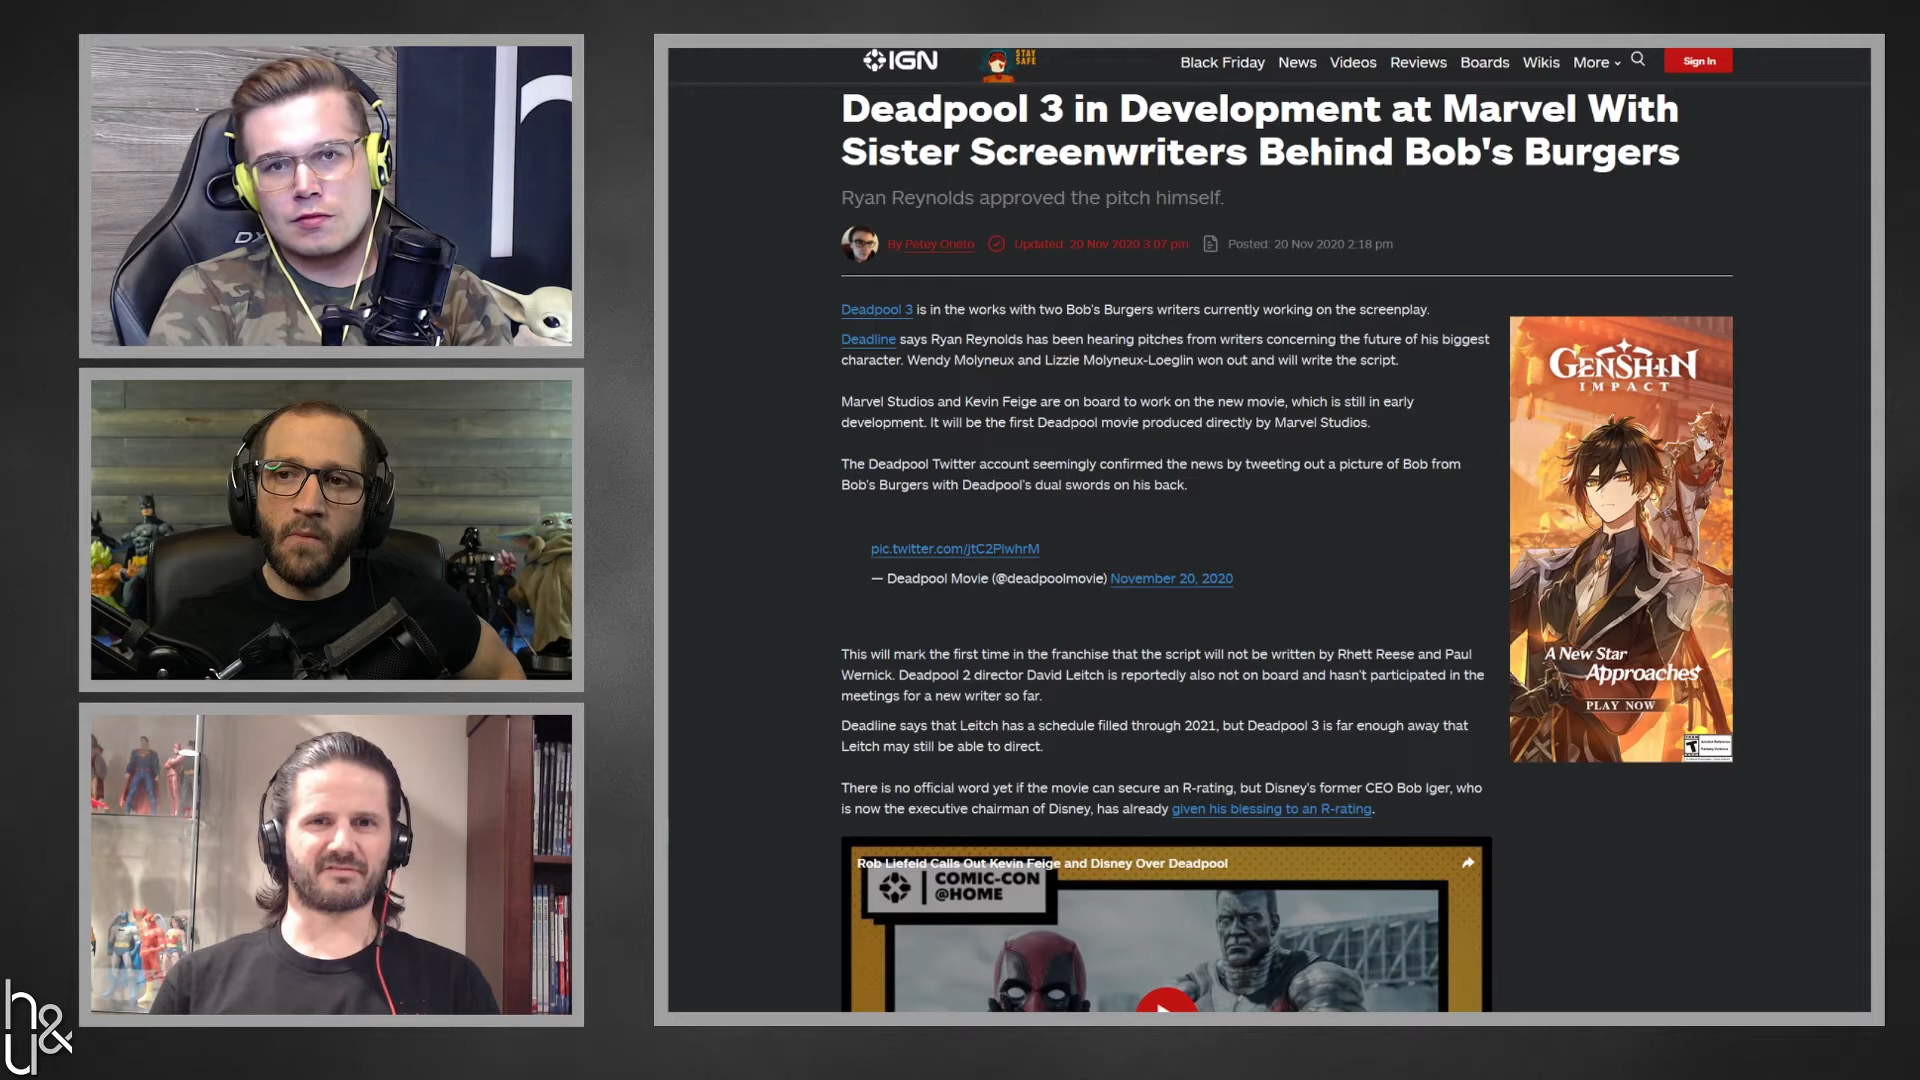 DX
IGN
STAY
SAFE
Black Friday News Videos Reviews Boards Wikis More
Sign In
Deadpool 3 in Development at Marvel With
Sister Screenwriters Behind Bob's Burgers
Ryan Reynolds approved the pitch himself.
By Petey Oneto Updated: 20 Nov 2020 3:07 pm Posted: 20 Nov 2020 2:18 pm
Deadpool 3 is in the works with two Bob's Burgers writers currently working on the screenplay.
Deadline says Ryan Reynolds has been hearing pitches from writers concerning the future of his biggest
character. Wendy Molyneux and Lizzie Molyneux-Loeglin won out and will write the script.
Marvel Studios and Kevin Feige are on board to work on the new movie, which is still in early
development. It will be the first Deadpool movie produced directly by Marvel Studios.
The Deadpool Twitter account seemingly confirmed the news by tweeting out a picture of Bob from
Bob's Burgers with Deadpool's dual swords on his back.
pic.twitter.com/jtC2PlwhrM
— Deadpool Movie (@deadpoolmovie) November 20, 2020
This will mark the first time in the franchise that the script will not be written by Rhett Reese and Paul
Wernick. Deadpool 2 director David Leitch is reportedly also not on board and hasn't participated in the
meetings for a new writer so far.
Deadline says that Leitch has a schedule filled through 2021, but Deadpool 3 is far enough away that
Leitch may still be able to direct.
There is no official word yet if the movie can secure an R-rating, but Disney's former CEO Bob Iger, who
is now the executive chairman of Disney, has already given his blessing to an R-rating.
Rob Liefeld Calls Out Kevin Feige and Disney Over Deadpool
COMIC-CON
@HOME
GENSHIN
IMPACT
A New Star
Approaches
PLAY NOW
T
h&u